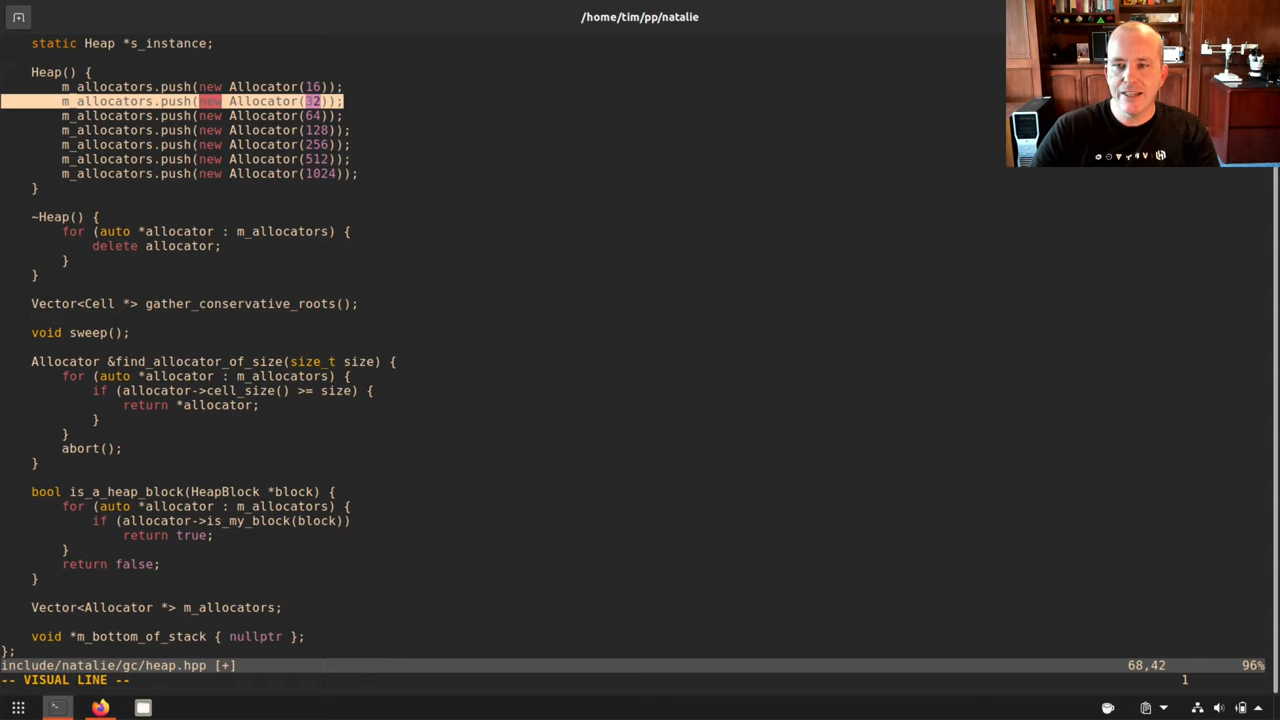 /home/tim/pp/natalie
static Heap *s_instance;
Heap() {
m_allocators.push(new Allocator(16));
m_allocators.push(new Allocator(32));
m_allocators.push(new Allocator(64));
m_allocators.push(new Allocator(128));
m_allocators.push(new Allocator(256));
m_allocators.push(new Allocator(512));
m_allocators.push(new Allocator(1024));
}
~Heap() {
for (auto *allocator : m_allocators) {
delete allocator;
}
}
Vector<Cell *> gather_conservative_roots();
void sweep();
Allocator &find_allocator_of_size(size_t size) {
for (auto *allocator : m_allocators) {
if (allocator->cell_size() >= size) {
return *allocator;
}
}
abort();
}
bool is_a_heap_block(HeapBlock *block) {
for (auto *allocator : m_allocators) {
if (allocator->is_my_block(block))
return true;
}
return false;
}
Vector<Allocator *> m_allocators;
void *m_bottom_of_stack { nullptr };
};
include/natalie/gc/heap.hpp [+] 68,42 96%
-- VISUAL LINE -- 1